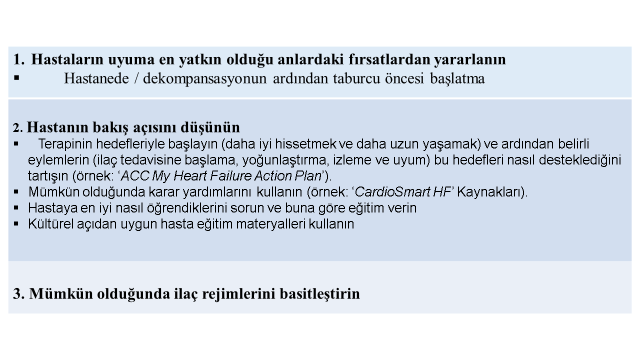 1. Hastaların uyuma en yatkın olduğu anlardaki fırsatlardan yararlanın
▪ Hastanede / dekompansasyonun ardından taburcu öncesi başlatma
2. Hastanın bakış açısını düşünün
▪ Terapinin hedefleriyle başlayın (daha iyi hissetmek ve daha uzun yaşamak) ve ardından belirli
eylemlerin (ilaç tedavisine başlama, yoğunlaştırma, izleme ve uyum) bu hedefleri nasıl desteklediğini
tartışın (örnek: ‘ACC My Heart Failure Action Plan’).
▪ Mümkün olduğunda karar yardımlarını kullanın (örnek: ‘CardioSmart HF’ Kaynakları).
▪ Hastaya en iyi nasıl öğrendiklerini sorun ve buna göre eğitim verin
▪ Kültürel açıdan uygun hasta eğitim materyalleri kullanın
3. Mümkün olduğunda ilaç rejimlerini basitleştirin